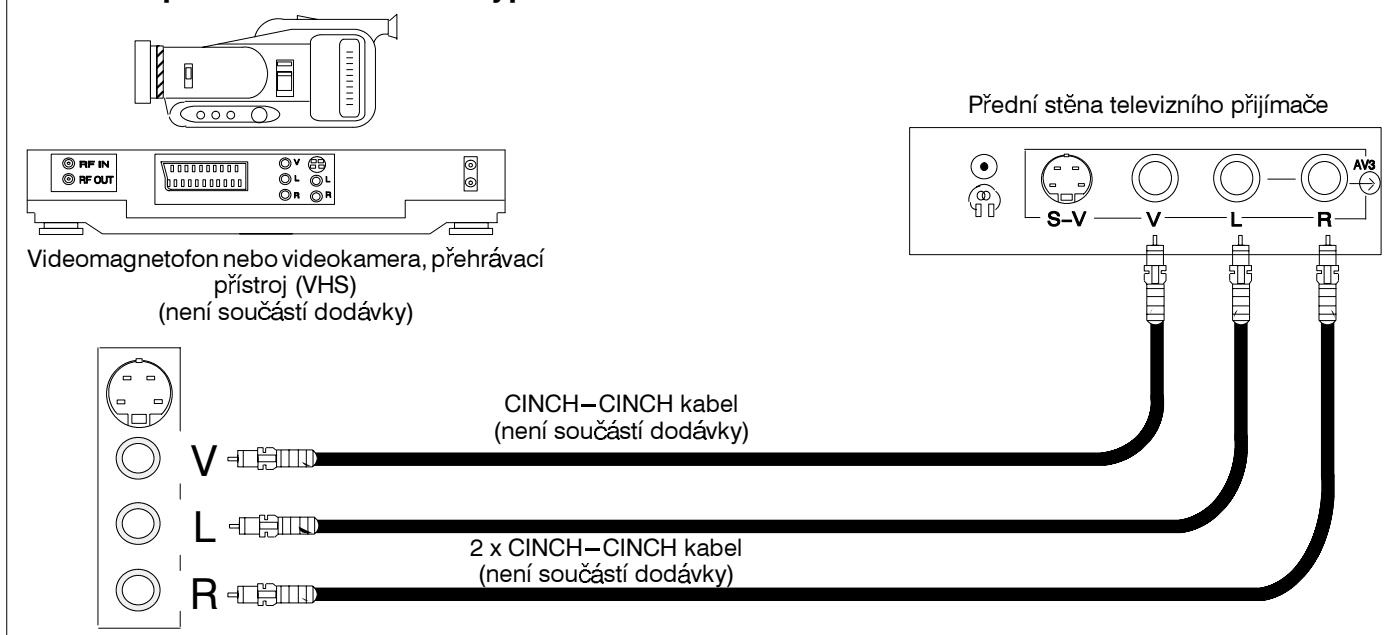 Přední stěna televizního přijímače
RF IN
RF OUT
V
L
R
L
R
AV3
S–V
V
L
R
Videomagnetofon nebo videokamera, přehrávací
přístroj (VHS)
(není součástí dodávky)
CINCH–CINCH kabel
(není součástí dodávky)
V
L
2 x CINCH–CINCH kabel
(není součástí dodávky)
R